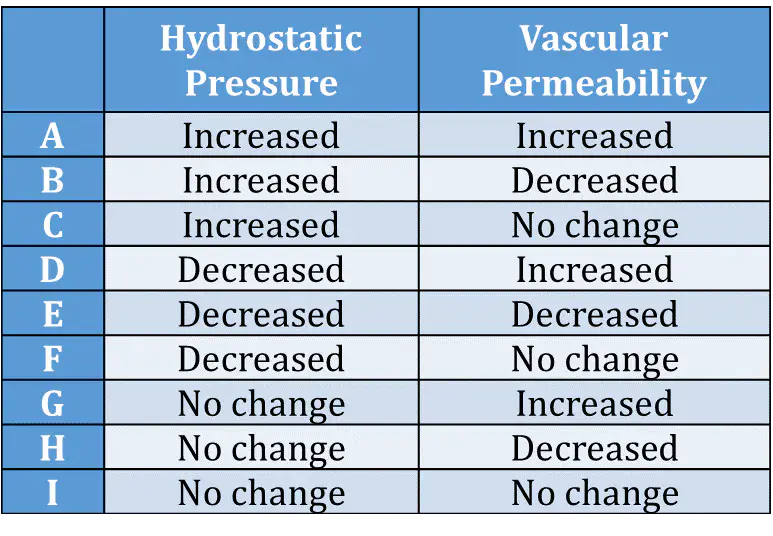 Hydrostatic Pressure Vascular Permeability
A Increased Increased
B Increased Decreased
C Increased No change
D Decreased Increased
E Decreased Decreased
F Decreased No change
G No change Increased
H No change Decreased
I No change No change